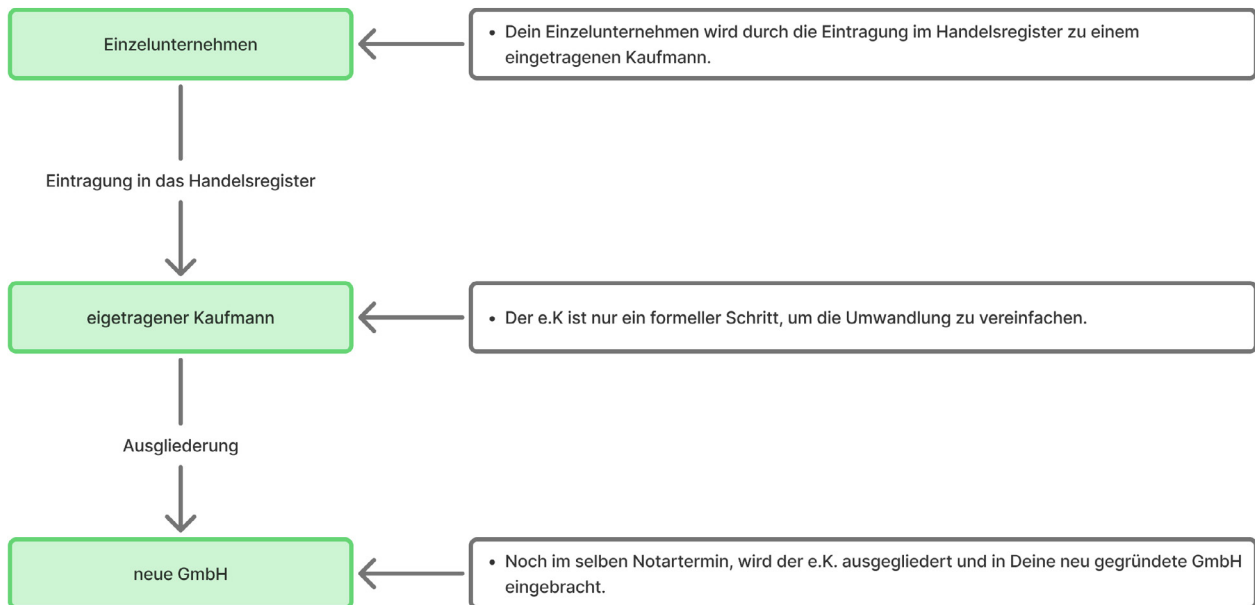 Einzelunternehmen
• Dein Einzelunternehmen wird durch die Eintragung im Handelsregister zu einem
eingetragenen Kaufmann.
Eintragung in das Handelsregister
eigetragener Kaufmann
• Der e.K ist nur ein formeller Schritt, um die Umwandlung zu vereinfachen.
Ausgliederung
neue GmbH
• Noch im selben Notartermin, wird der e.K. ausgegliedert und in Deine neu gegründete GmbH
eingebracht.